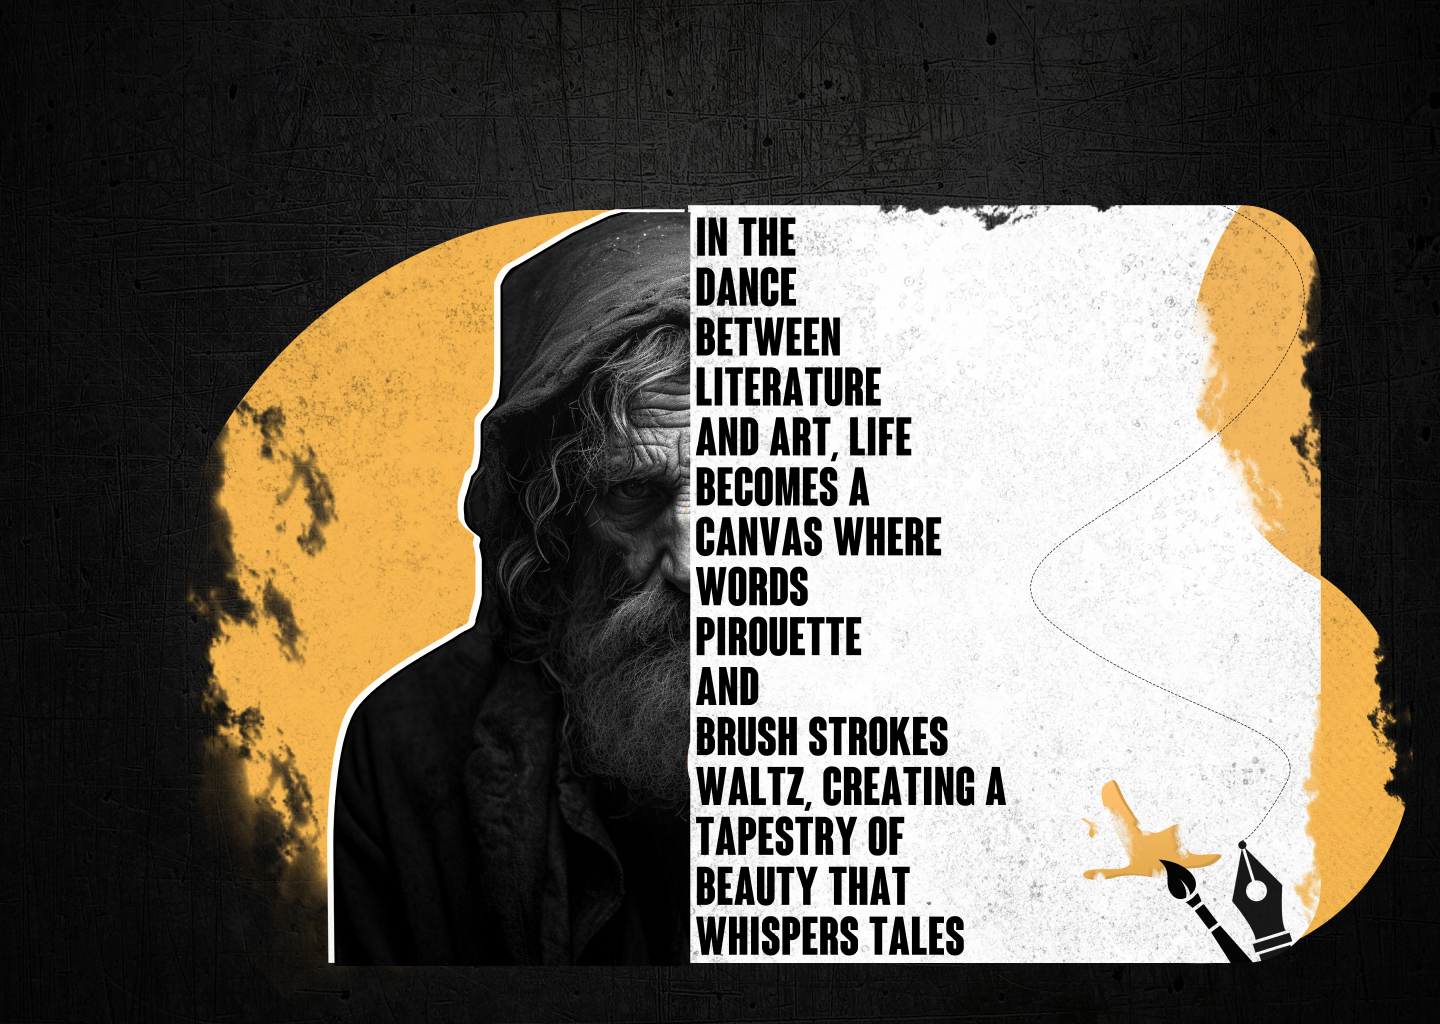 IN THE
DANCE
BETWEEN
LITERATURE
AND ART, LIFE
BECOMES A
CANVAS WHERE
WORDS
PIROUETTE
AND
BRUSH STROKES
WALTZ, CREATING A
TAPESTRY OF
BEAUTY THAT
WHISPERS TALES